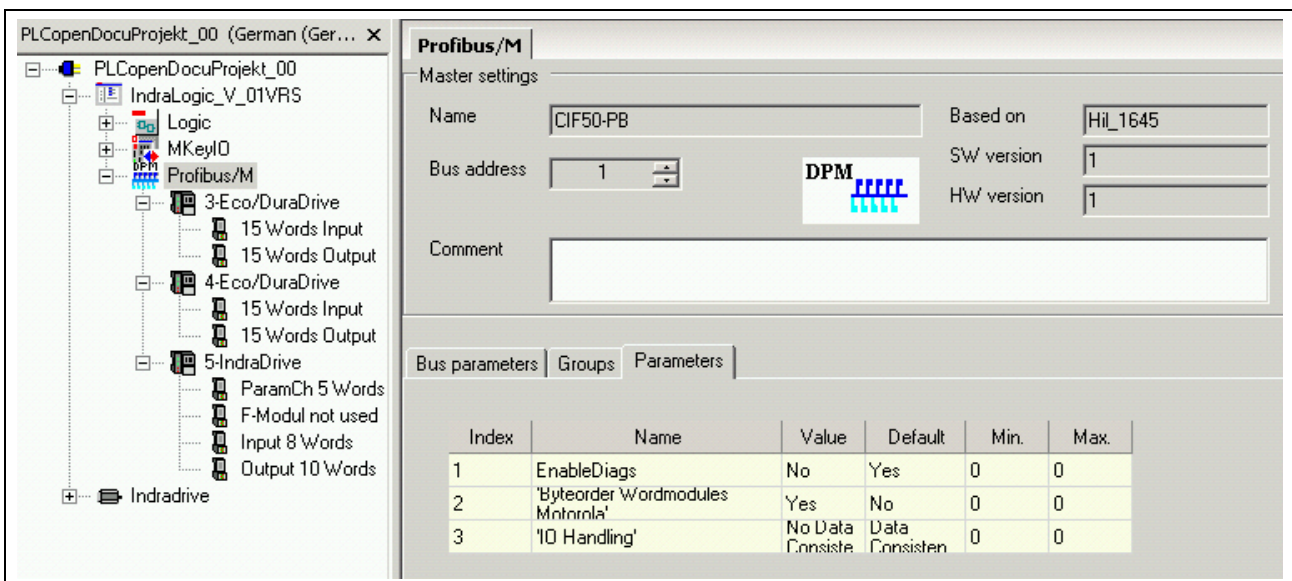 PLCopenDocuProjekt_00 (German (Ger...
PLCopenDocuProjekt_00
IndraLogic_V_01VRS
Logic
MKeyIO
DPM
Profibus/M
3-Eco/DuraDrive
15 Words Input
15 Words Output
4-Eco/DuraDrive
15 Words Input
15 Words Output
5-IndraDrive
ParamCh 5 Words
F-Modul not used
Input 8 Words
Output 10 Words
Indradrive
Profibus/M
Master settings
Name CIF50-PB Based on Hil_1645
Bus address 1 DPM SW version 1
HW version 1
Comment
Bus parameters Groups Parameters
Index Name Value Default Min. Max.
1 EnableDiags No Yes 0 0
2 'Byteorder Wordmodules Motorola' Yes No 0 0
3 'IO Handling' No Data Consiste Data Consisten 0 0